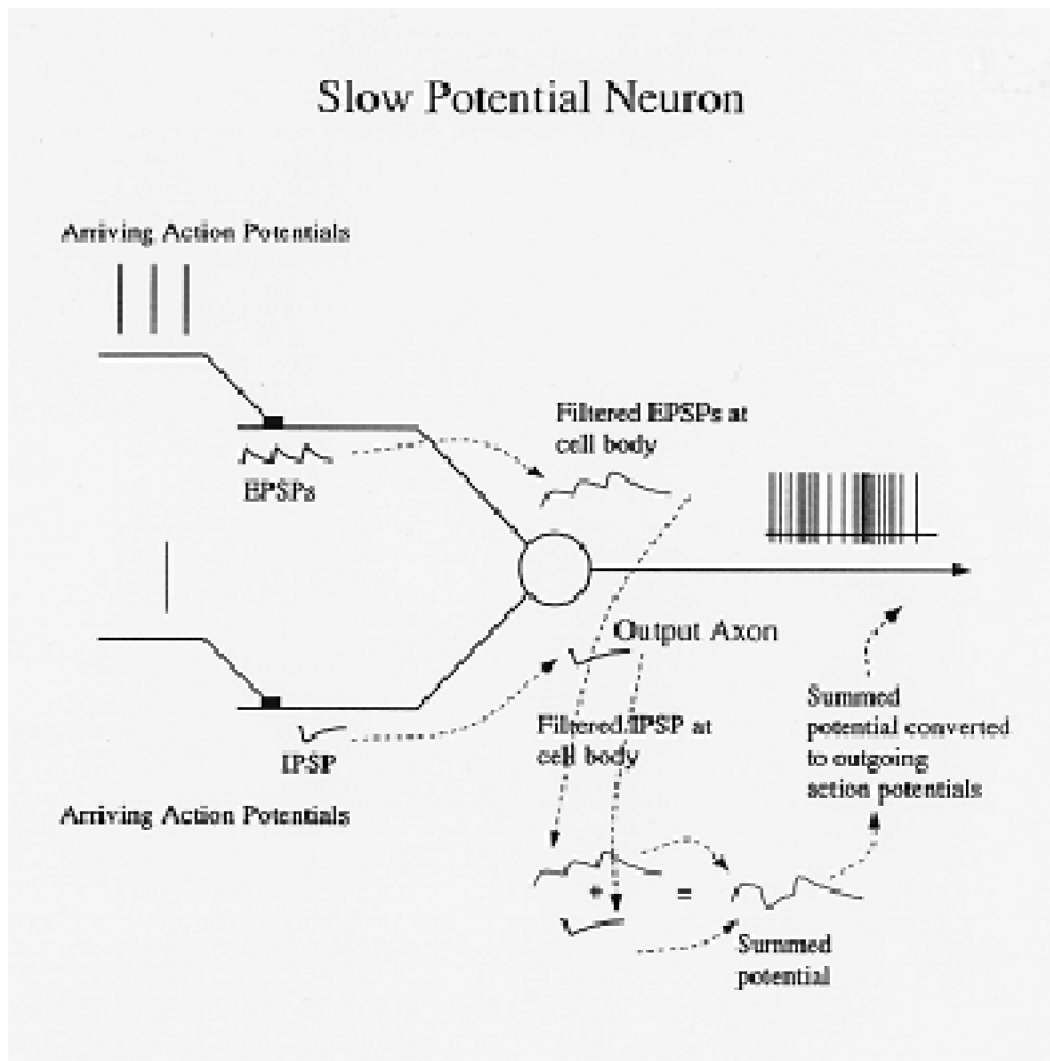 Slow Potential Neuron
Arriving Action Potentials
Filtered EPSPs at
cell body
EPSPs
Output Axon
Filtered IPSP at
cell body
IPSP
Summed
potential converted
to outgoing
action potentials
Arriving Action Potentials
+ =
Summed
potential